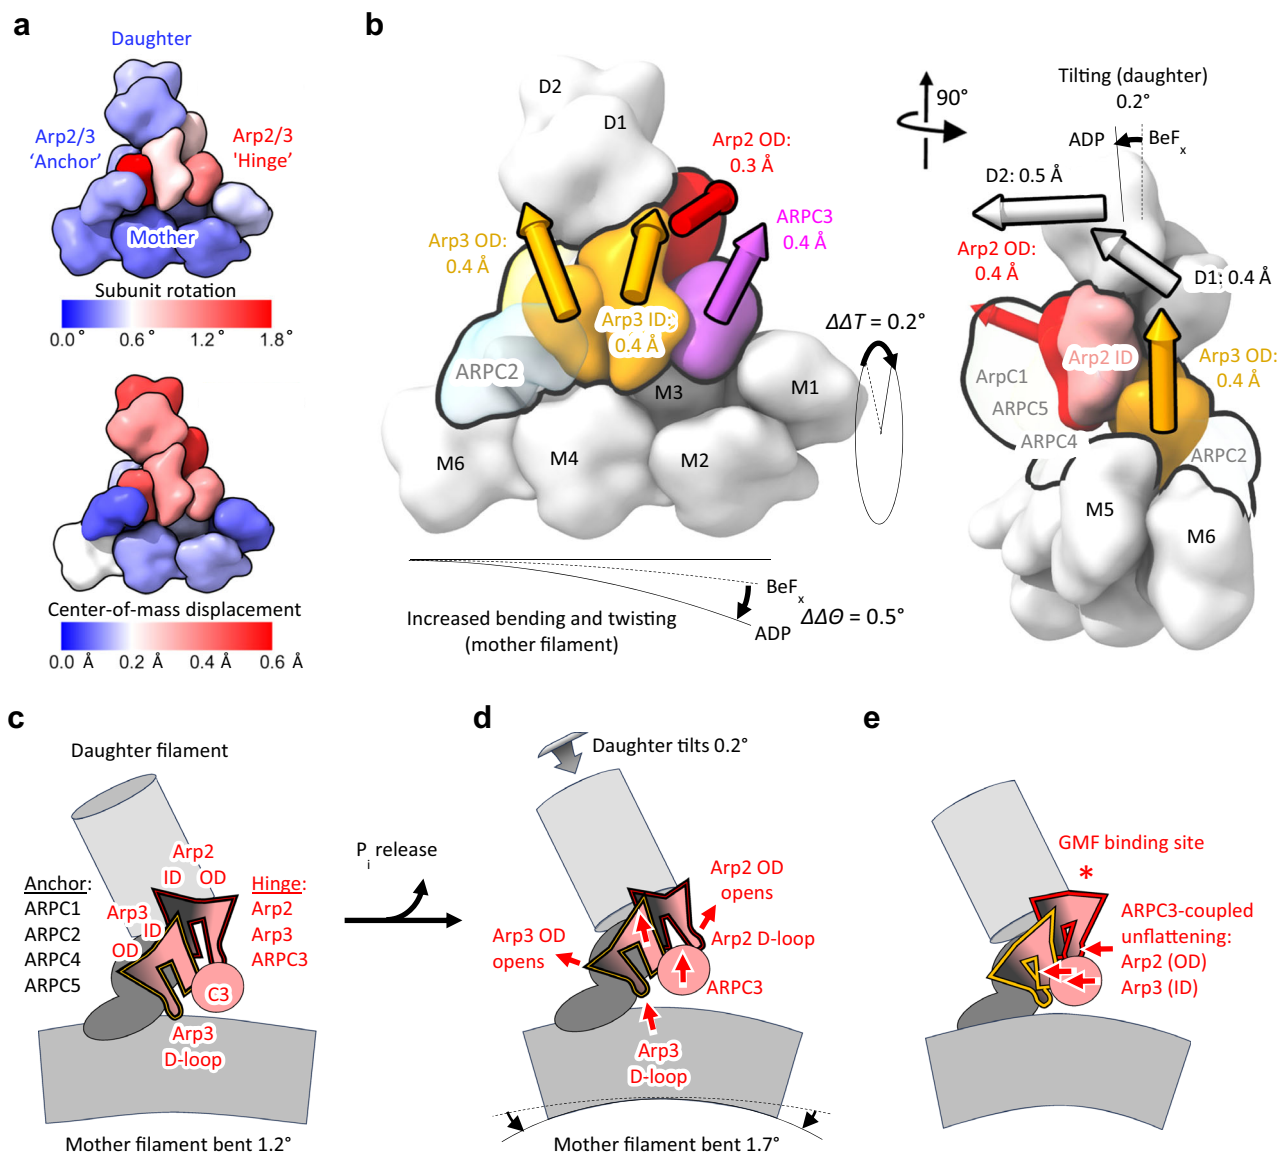 a
Daughter
Arp2/3
‘Anchor’
Arp2/3
'Hinge’
Mother
Subunit rotation
0.0° 0.6° 1.2° 1.8°
Center-of-mass displacement
0.0 Å 0.2 Å 0.4 Å 0.6 Å
b
D2
D1
Arp2 OD:
0.3 Å
ARPC3
0.4 Å
Arp3 OD:
0.4 Å
Arp3 ID:
0.4 Å
ARPC2
M3
M1
M6
M4
M2
ΔΔT = 0.2°
BeFx
ADP
ΔΔΘ = 0.5°
Increased bending and twisting
(mother filament)
90°
Tilting (daughter)
0.2°
ADP
BeFx
D2: 0.5 Å
Arp2 OD:
0.4 Å
D1: 0.4 Å
Arp2 ID
Arp3 OD:
0.4 Å
ArpC1
ARPC5
ARPC4
ARPC2
M5
M6
c
Daughter filament
Arp2
ID OD
Anchor:
ARPC1
ARPC2
ARPC4
ARPC5
Arp3
ID
OD
Hinge:
Arp2
Arp3
ARPC3
C3
Arp3
D-loop
Mother filament bent 1.2°
Pi release
d
Daughter tilts 0.2°
Arp2 OD
opens
Arp3 OD
opens
Arp2 D-loop
ARPC3
Arp3
D-loop
Mother filament bent 1.7°
e
GMF binding site
*
ARPC3-coupled
unflattening:
Arp2 (OD)
Arp3 (ID)